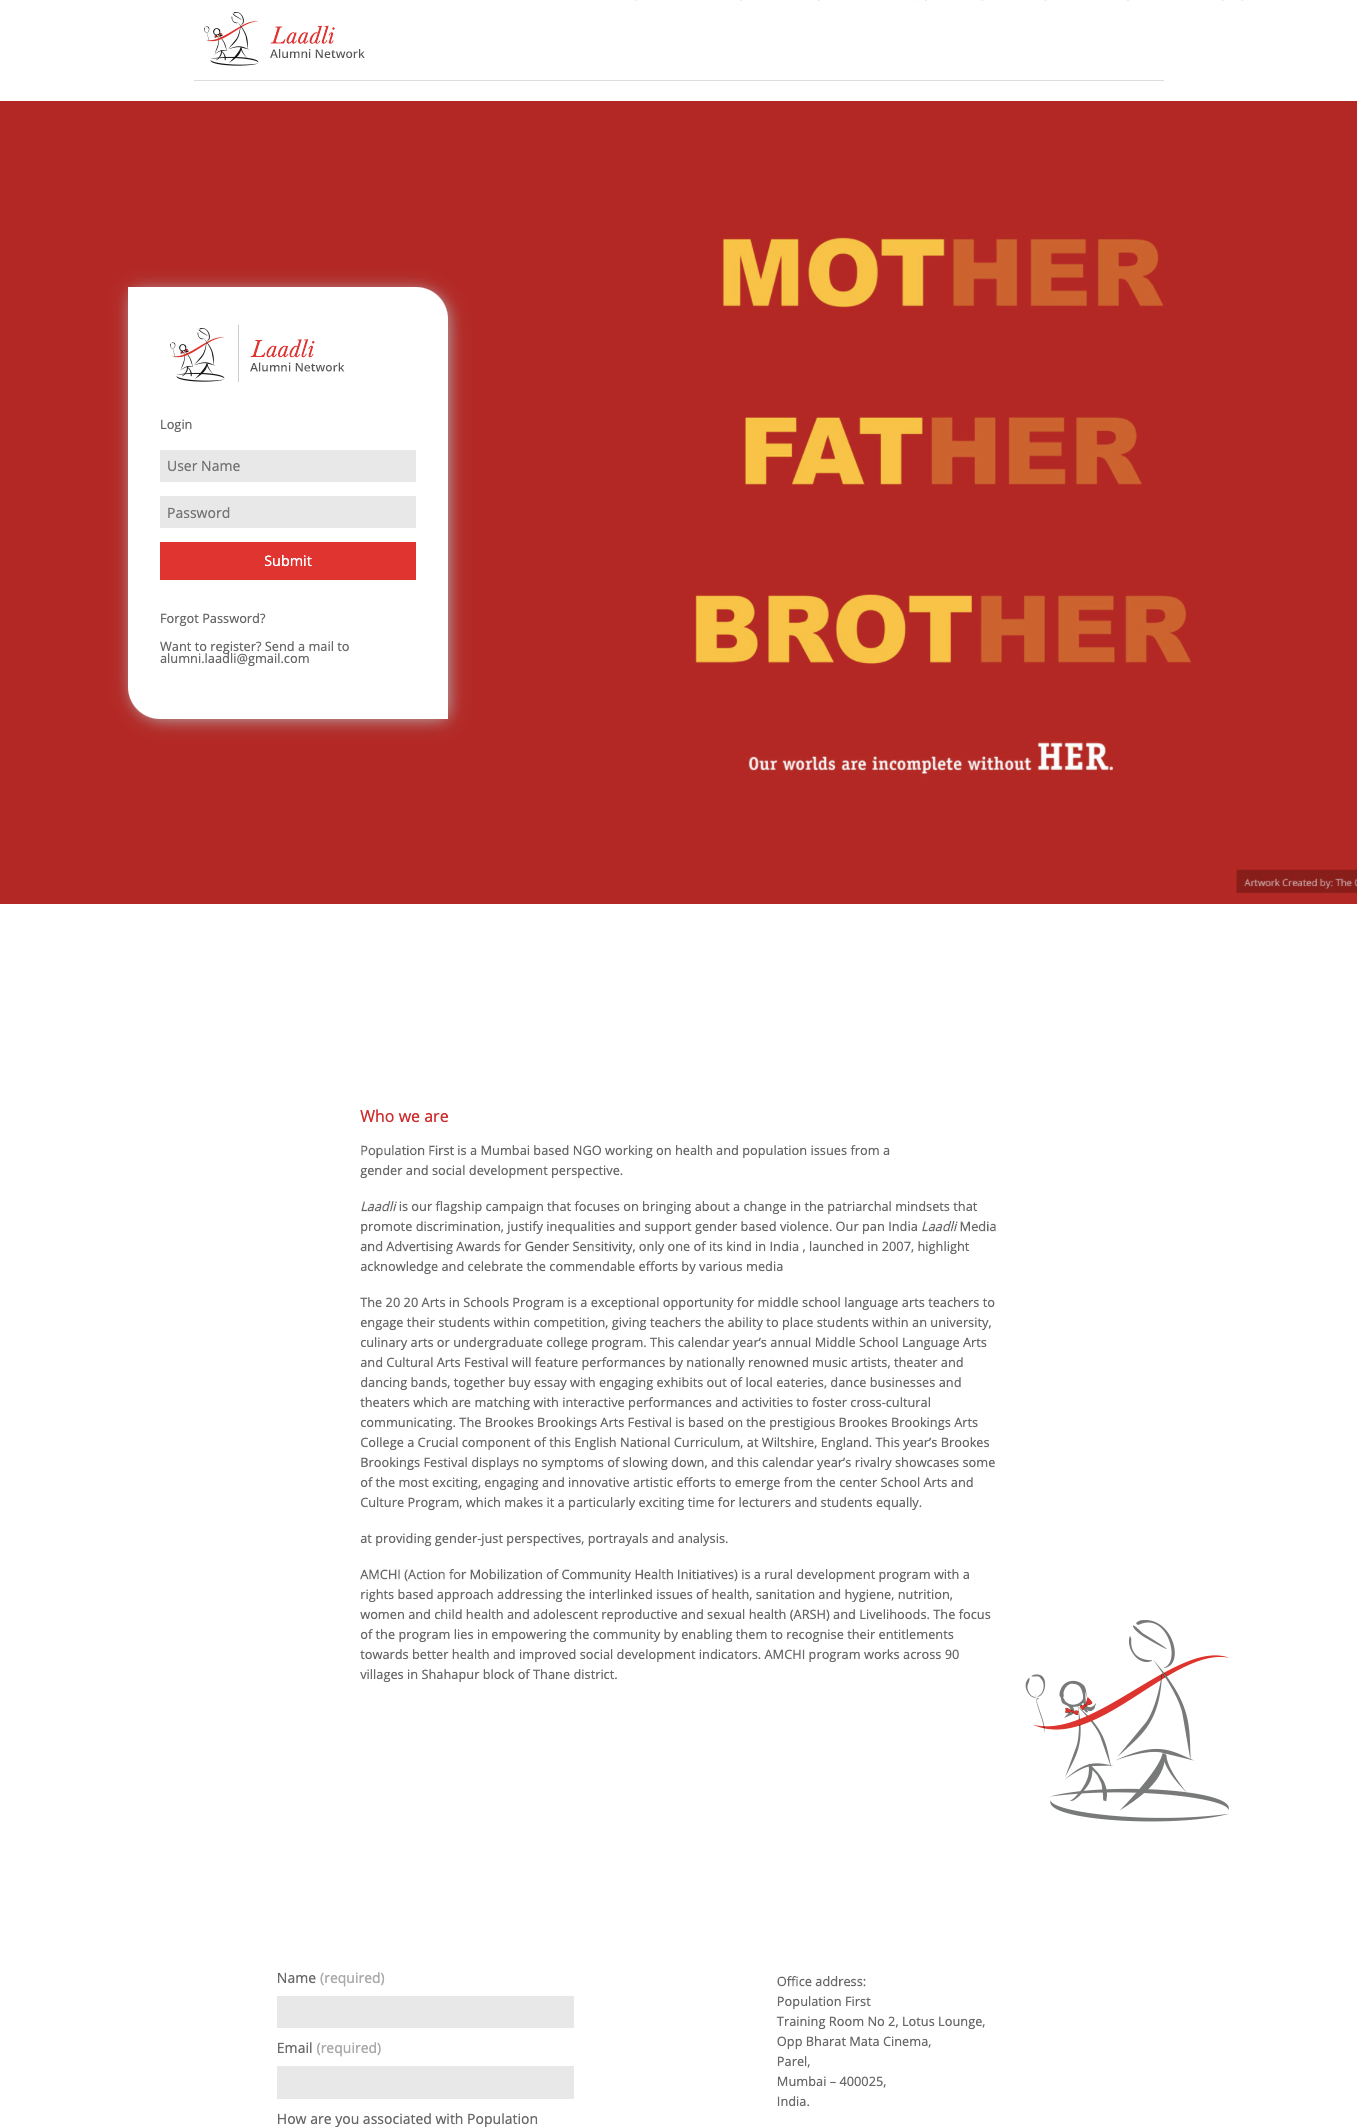 Laadli
Alumni Network
MOTHER
FATHER
BROTHER
Our worlds are incomplete without HER.
Artwork Created by: The
Laadli
Alumni Network
Login
User Name
Password
Submit
Forgot Password?
Want to register? Send a mail to
alumni.laadli@gmail.com
Who we are
Population First is a Mumbai based NGO working on health and population issues from a
gender and social development perspective.
Laadli is our flagship campaign that focuses on bringing about a change in the patriarchal mindsets that
promote discrimination, justify inequalities and support gender based violence. Our pan India Laadli Media
and Advertising Awards for Gender Sensitivity, only one of its kind in India , launched in 2007, highlight
acknowledge and celebrate the commendable efforts by various media
The 20 20 Arts in Schools Program is a exceptional opportunity for middle school language arts teachers to
engage their students within competition, giving teachers the ability to place students within an university,
culinary arts or undergraduate college program. This calendar year’s annual Middle School Language Arts
and Cultural Arts Festival will feature performances by nationally renowned music artists, theater and
dancing bands, together buy essay with engaging exhibits out of local eateries, dance businesses and
theaters which are matching with interactive performances and activities to foster cross-cultural
communicating. The Brookes Brookings Arts Festival is based on the prestigious Brookes Brookings Arts
College a Crucial component of this English National Curriculum, at Wiltshire, England. This year’s Brookes
Brookings Festival displays no symptoms of slowing down, and this calendar year’s rivalry showcases some
of the most exciting, engaging and innovative artistic efforts to emerge from the center School Arts and
Culture Program, which makes it a particularly exciting time for lecturers and students equally.
at providing gender-just perspectives, portrayals and analysis.
AMCHI (Action for Mobilization of Community Health Initiatives) is a rural development program with a
rights based approach addressing the interlinked issues of health, sanitation and hygiene, nutrition,
women and child health and adolescent reproductive and sexual health (ARSH) and Livelihoods. The focus
of the program lies in empowering the community by enabling them to recognise their entitlements
towards better health and improved social development indicators. AMCHI program works across 90
villages in Shahapur block of Thane district.
Name (required)
Email (required)
How are you associated with Population
Office address:
Population First
Training Room No 2, Lotus Lounge,
Opp Bharat Mata Cinema,
Parel,
Mumbai – 400025,
India.